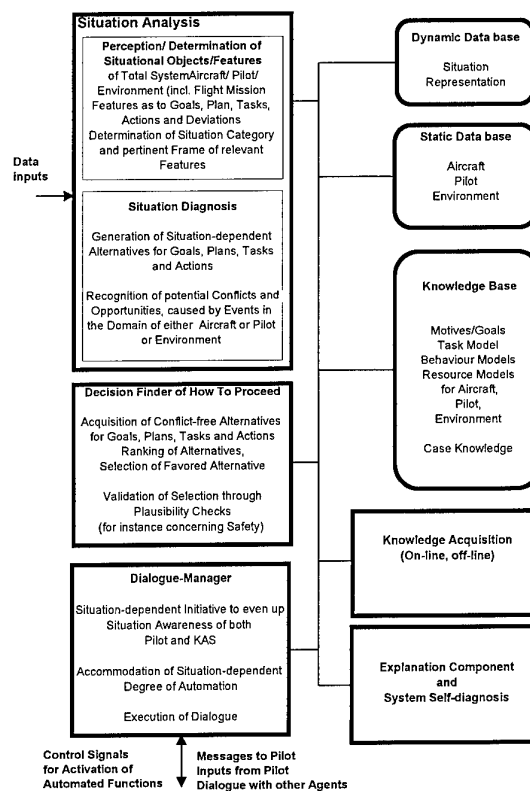 Situation Analysis
Perception/ Determination of
Situational Objects/Features
of Total SystemAircraft/ Pilot/
Environment (incl. Flight Mission
Features as to Goals, Plan, Tasks,
Actions and Deviations
Determination of Situation Category
and pertinent Frame of relevant
Features
Data
inputs
Situation Diagnosis
Generation of Situation-dependent
Alternatives for Goals, Plans, Tasks
and Actions
Recognition of potential Conflicts and
Opportunities, caused by Events in
the Domain of either Aircraft or Pilot
or Environment
Decision Finder of How To Proceed
Acquisition of Conflict-free Alternatives
for Goals, Plans, Tasks and Actions
Ranking of Alternatives,
Selection of Favored Alternative
Validation of Selection through
Plausibility Checks
(for instance concerning Safety)
Dialogue-Manager
Situation-dependent Initiative to even up
Situation Awareness of both
Pilot and KAS
Accommodation of Situation-dependent
Degree of Automation
Execution of Dialogue
Control Signals
for Activation of
Automated Functions
Messages to Pilot
Inputs from Pilot
Dialogue with other Agents
Dynamic Data base
Situation
Representation
Static Data base
Aircraft
Pilot
Environment
Knowledge Base
Motives/Goals
Task Model
Behaviour Models
Resource Models
for Aircraft,
Pilot,
Environment
Case Knowledge
Knowledge Acquisition
(On-line, off-line)
Explanation Component
and
System Self-diagnosis